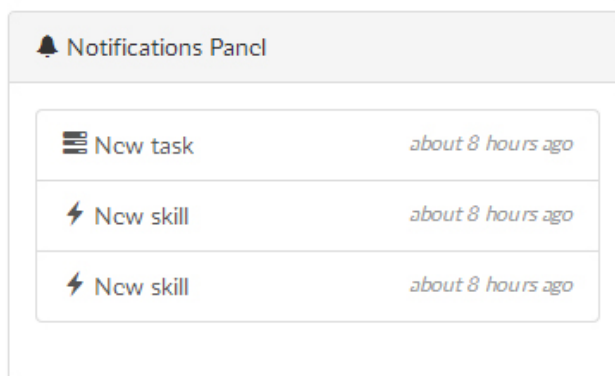 Notifications Panel
New task about 8 hours ago
New skill about 8 hours ago
New skill about 8 hours ago